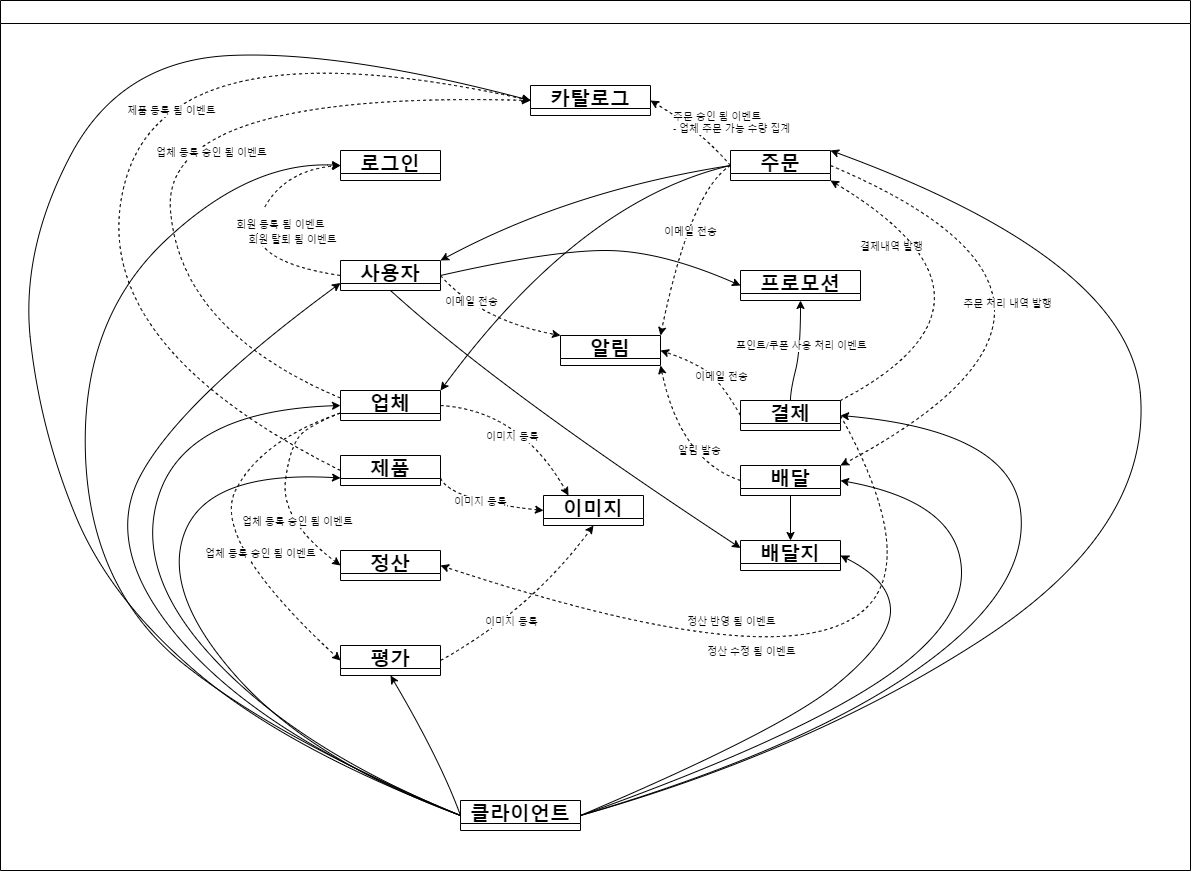 카탈로그
제품 등록 됨 이벤트
주문 승인 됨 이벤트
- 업체 주문 가능 수량 집계
업체 등록 승인 됨 이벤트
로그인
주문
회원 등록 됨 이벤트
회원 탈퇴 됨 이벤트
이메일 전송
결제내역 발행
사용자
프로모션
이메일 전송
주문 처리 내역 발행
알림
포인트/쿠폰 사용 처리 이벤트
이메일 전송
업체
결제
이미지 등록
알림 발송
제품
배달
이미지 등록
이미지
업체 등록 승인 됨 이벤트
업체 등록 승인 됨 이벤트
정산
배달지
이미지 등록
정산 반영 됨 이벤트
정산 수정 됨 이벤트
평가
클라이언트